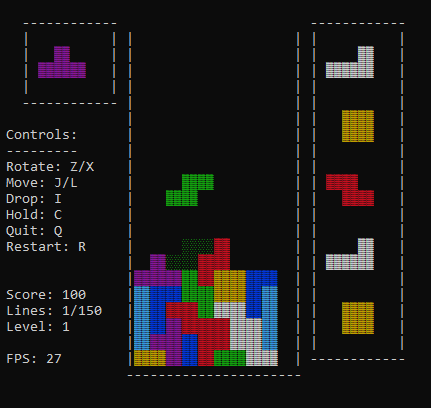 Controls:
---------
Rotate: Z/X
Move: J/L
Drop: I
Hold: C
Quit: Q
Restart: R
Score: 100
Lines: 1/150
Level: 1
FPS: 27